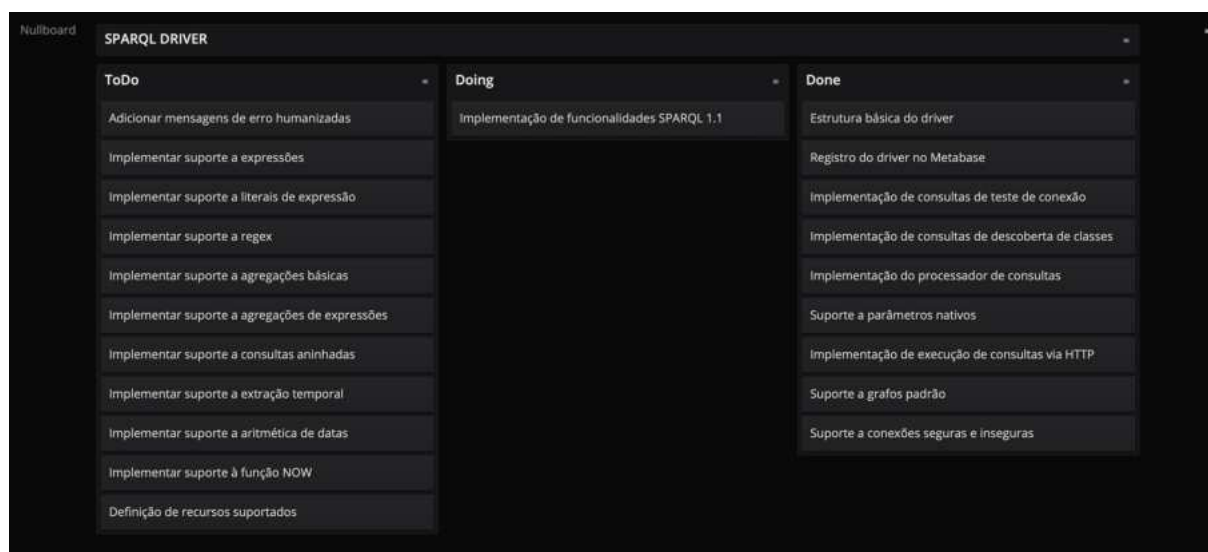 Nullboard
SPARQL DRIVER
ToDo
Adicionar mensagens de erro humanizadas
Implementar suporte a expressões
Implementar suporte a literais de expressão
Implementar suporte a regex
Implementar suporte a agregações básicas
Implementar suporte a agregações de expressões
Implementar suporte a consultas aninhadas
Implementar suporte a extração temporal
Implementar suporte a aritmética de datas
Implementar suporte à função NOW
Definição de recursos suportados
Doing
Implementação de funcionalidades SPARQL 1.1
Done
Estrutura básica do driver
Registro do driver no Metabase
Implementação de consultas de teste de conexão
Implementação de consultas de descoberta de classes
Implementação do processador de consultas
Suporte a parâmetros nativos
Implementação de execução de consultas via HTTP
Suporte a grafos padrão
Suporte a conexões seguras e inseguras